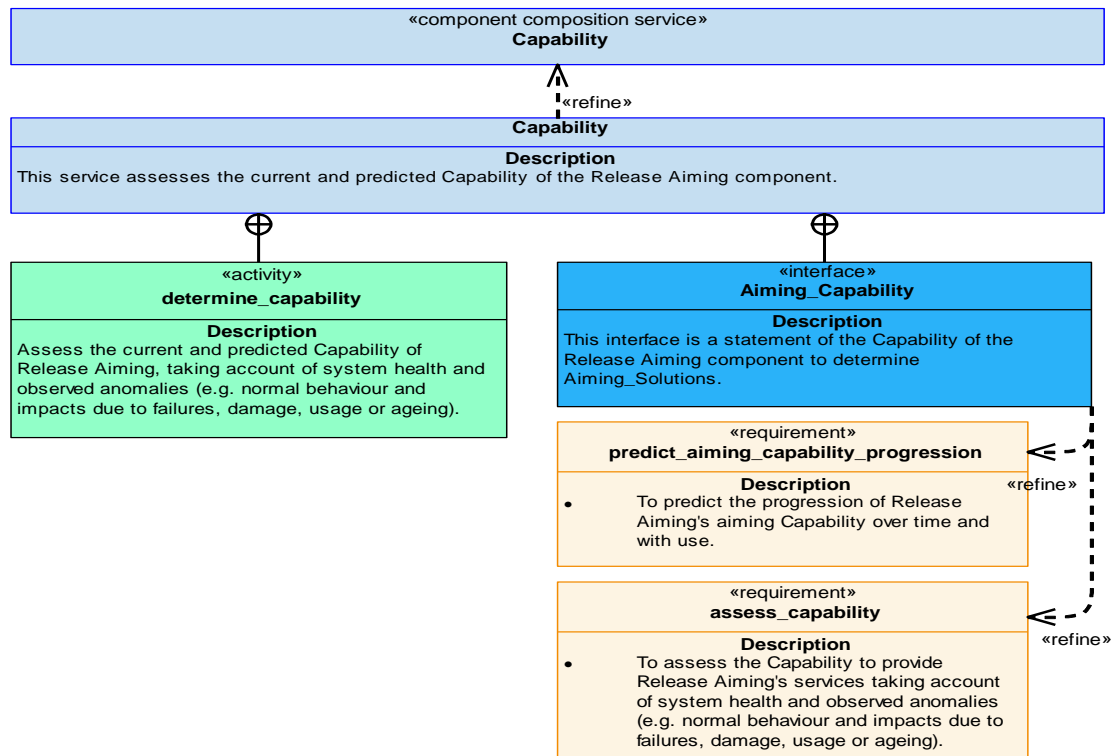 «component composition service»
Capability
«refine»
Capability
Description
This service assesses the current and predicted Capability of the Release Aiming component.
«activity»
determine_capability
Description
Assess the current and predicted Capability of
Release Aiming, taking account of system health and
observed anomalies (e.g. normal behaviour and
impacts due to failures, damage, usage or ageing).
«interface»
Aiming_Capability
Description
This interface is a statement of the Capability of the
Release Aiming component to determine
Aiming_Solutions.
«requirement»
predict_aiming_capability_progression
Description
«refine»
• To predict the progression of Release
Aiming's aiming Capability over time and
with use.
«requirement»
assess_capability
«refine»
Description
• To assess the Capability to provide
Release Aiming's services taking account
of system health and observed anomalies
(e.g. normal behaviour and impacts due to
failures, damage, usage or ageing).